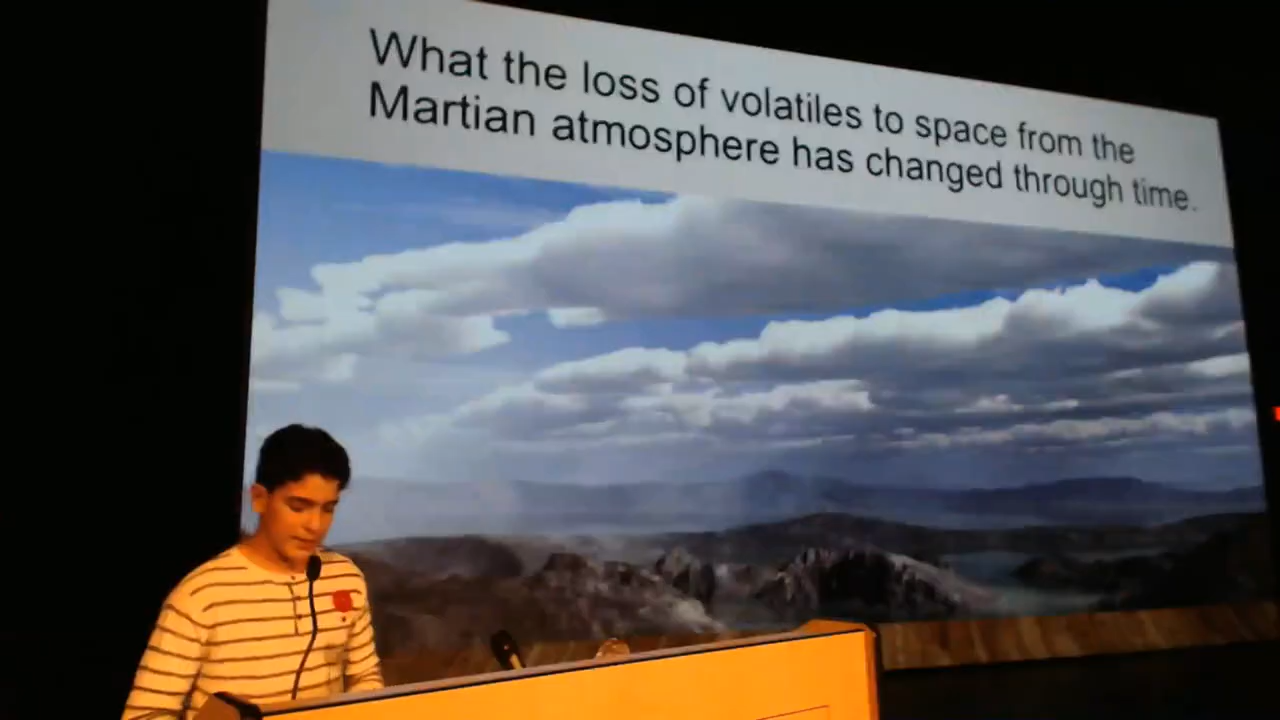 What the loss of volatiles to space from the
Martian atmosphere has changed through time.